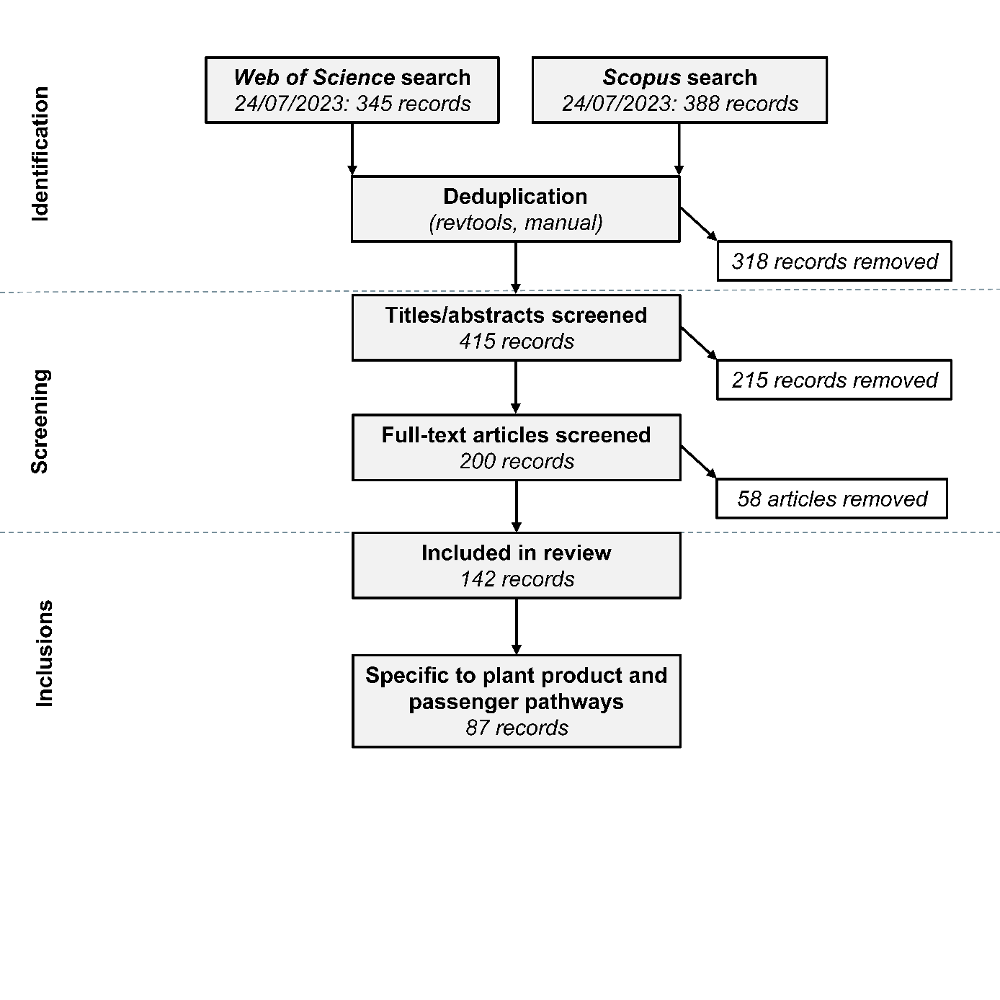 Identification
Web of Science search
24/07/2023: 345 records
Scopus search
24/07/2023: 388 records
Deduplication
(revtools, manual)
318 records removed
Screening
Titles/abstracts screened
415 records
215 records removed
Full-text articles screened
200 records
58 articles removed
Inclusions
Included in review
142 records
Specific to plant product and
passenger pathways
87 records